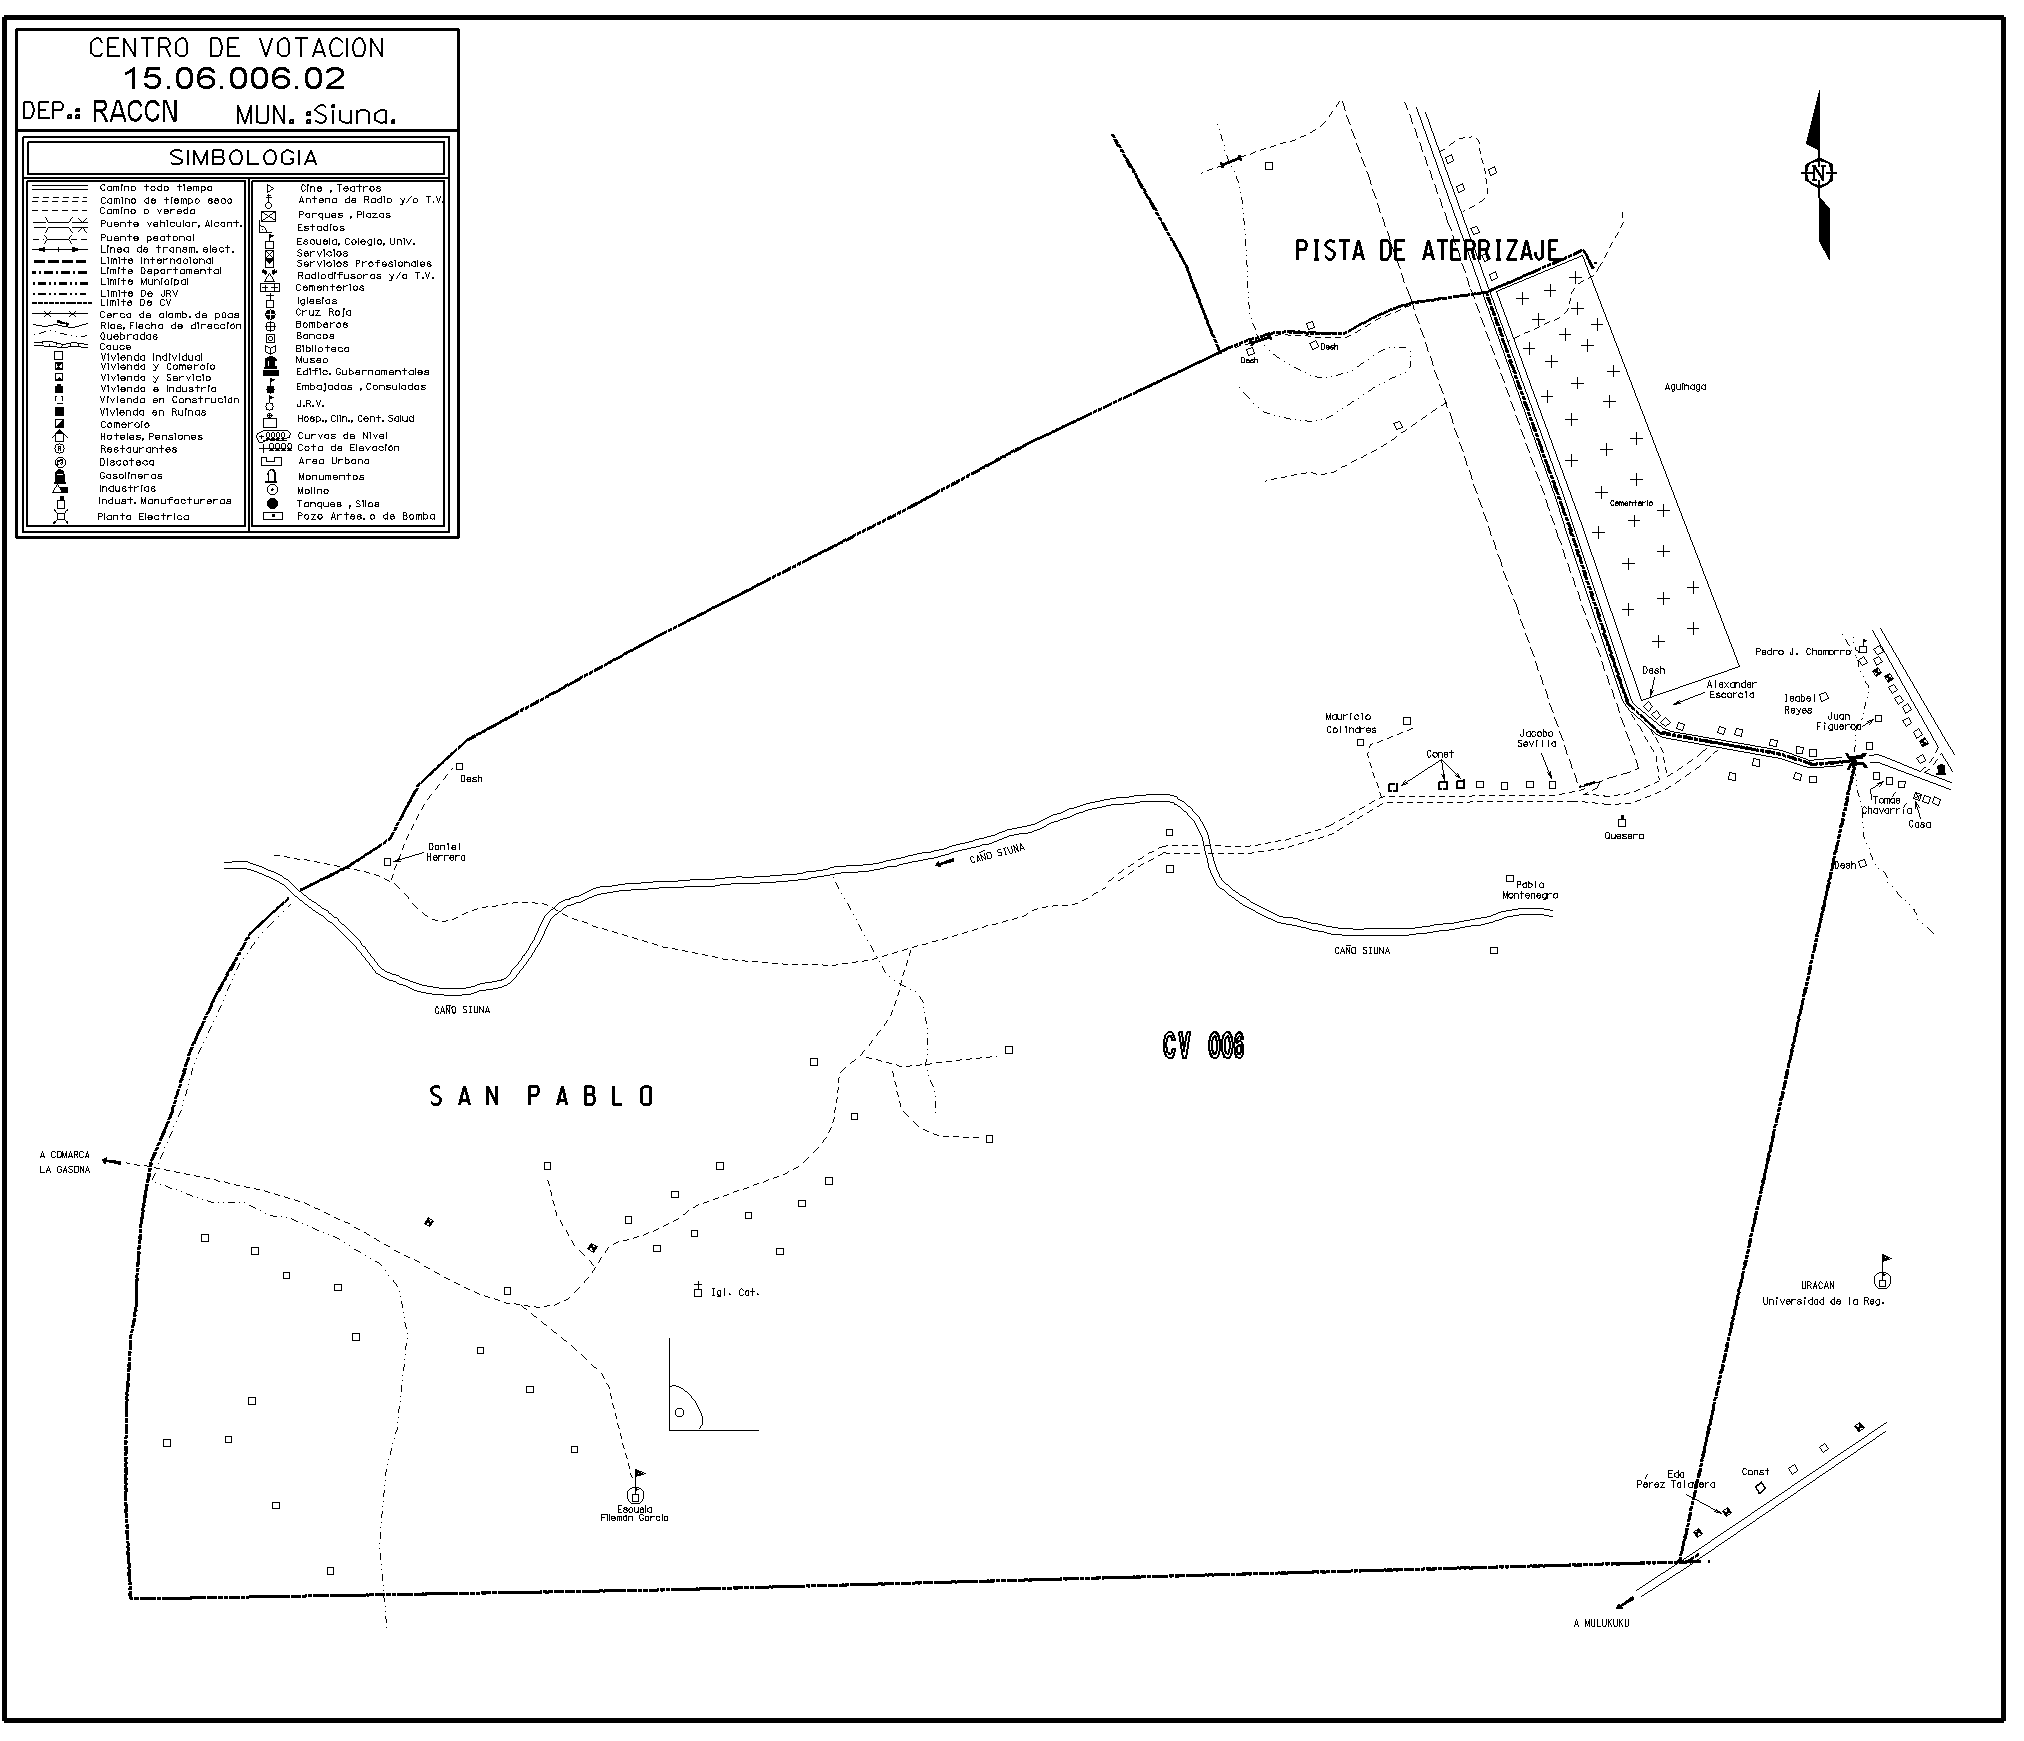 CENTRO DE VOTACION
15.06.006.02
DEP.: RACCN MUN. :Siuna.
SIMBOLOGIA
Camino todo tiempo
Camino de tiempo seco
Camino o vereda
Puente vehicular, Alcant.
Puente peatonal
Linea de transm. elect.
Limite Internacional
Limite Departamental
Limite Municipal
Limite De JRV
Limite De CV
Cerca de alamb. de púas
Rios, Flecha de dirección
Quebradas
Cauce
Vivienda Individual
Vivienda y Comercio
Vivienda y Servicio
Vivienda e Industria
Vivienda en Construcion
Vivienda en Ruinas
Comercio
Hoteles, Pensiones
Restaurantes
Discoteca
Gasolineras
Industrias
Indust. Manufactureras
Planta Electrica
Cine , Teatros
Antena de Radio y/o T.V.
Parques , Plazas
Estadios
Escuela, Colegio, Univ.
Servicios
Servicios Profesionales
Radiodifusoras y/o T.V.
Cementerios
Iglesias
Cruz Roja
Bomberos
Bancos
Biblioteca
Museo
Edific. Gubernamentales
Embajadas , Consulados
J.R.V.
Hosp., Clin., Cent. Salud
Curvas de Nivel
Cota de Elevación
Area Urbana
Monumentos
Molino
Tanques , Silos
Pozo Artes. o de Bomba
N
PISTA DE ATERRIZAJE
Desh
Desh
Aguinaga
Cementerio
Desh
Alexander
Escorcia
Pedro J. Chamorro
Isabel
Reyes
Juan
Figueroa
Mauricio
Colindres
Const
Jacobo
Sevilla
Desh
Tomás
Chavarría
Casa
Quesera
Daniel
Herrera
CAÑO SIUNA
Desh
Pablo
Montenegro
CAÑO SIUNA
CAÑO SIUNA
CV 006
SAN PABLO
A COMARCA
LA GASONA
Igl. Cat.
URACAN
Universidad de la Reg.
Eda
Pérez Talavera
Const
Escuela
Filemón García
A MULUKUKU